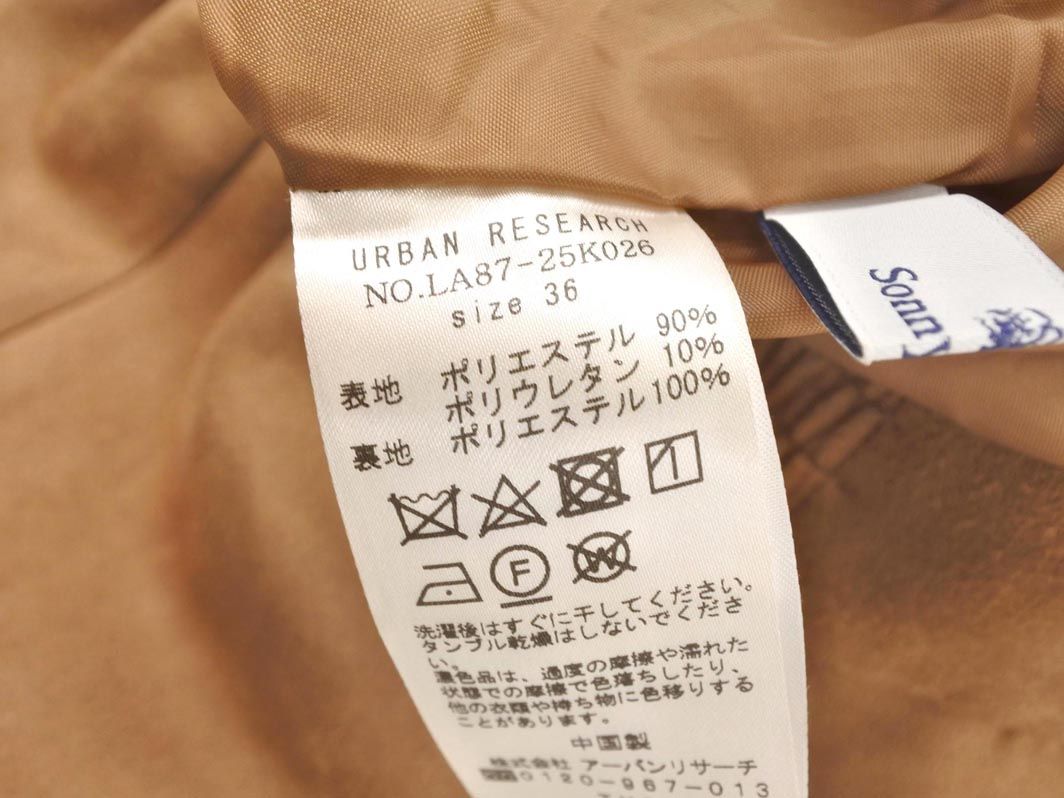 URBAN RESEARCH
NO.LA87-25K026
size 36
表地 ポリエステル 90%
ポリウレタン 10%
裏地 ポリエステル 100%
F
W
洗濯後はすぐに干してください。
タンブル乾燥はしないでくださ
い。
濃色品は、過度の摩擦や濡れた
状態での摩擦で色落ちしたり、
他の衣類や持ち物に色移りする
ことがあります。
中国製
株式会社 アーバンリサーチ
0120-967-013
Sonny